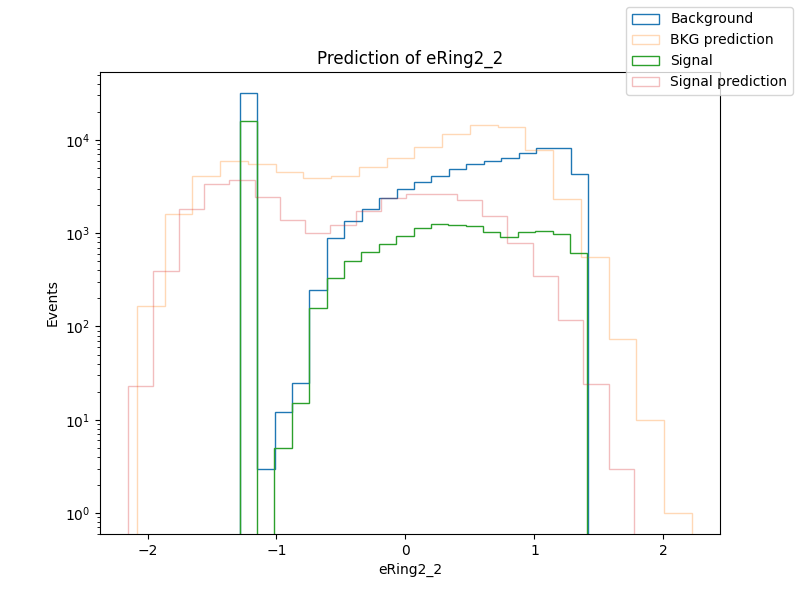 Prediction of eRing2_2
Background
BKG prediction
Signal
Signal prediction
Events
10⁴
10³
10²
10¹
10⁰
−2
−1
0
1
2
eRing2_2